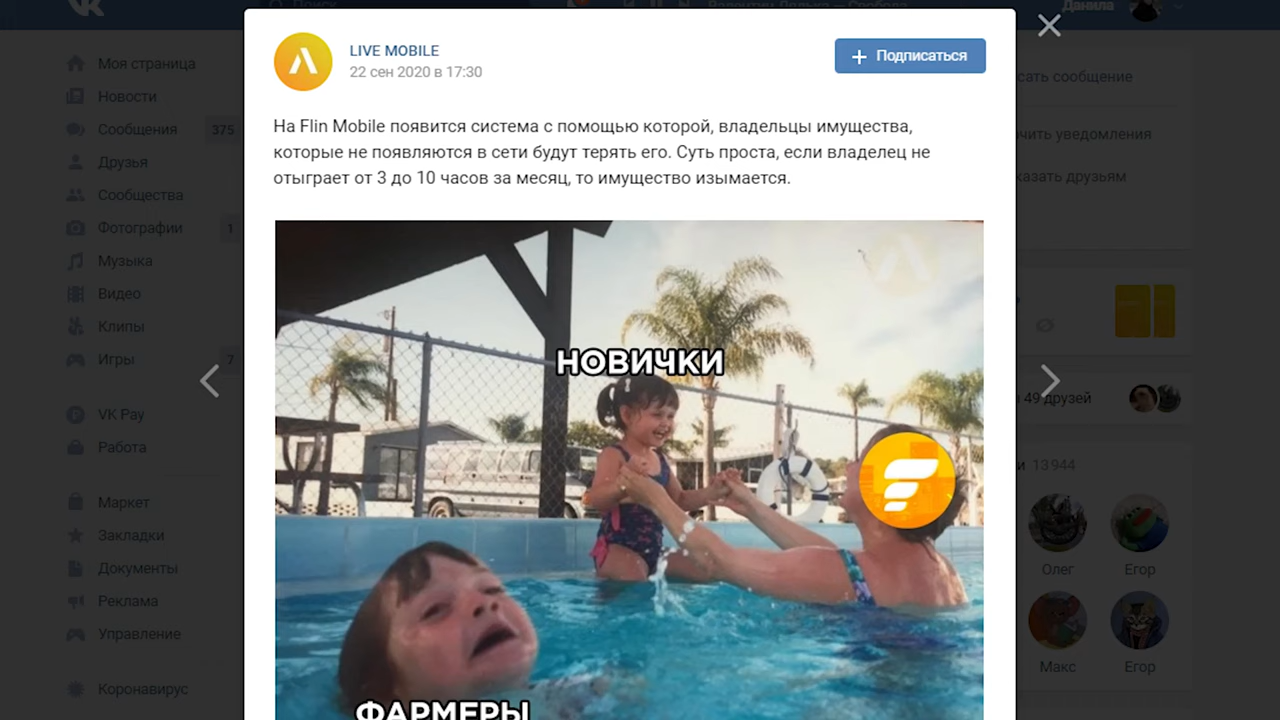 Поиск
Данила
LIVE MOBILE
22 сен 2020 в 17:30
Подписаться
На Flin Mobile появится система с помощью которой, владельцы имущества,
которые не появляются в сети будут терять его. Суть проста, если владелец не
отыграет от 3 до 10 часов за месяц, то имущество изымается.
НОВИЧКИ
ФАРМЕРЫ
Моя страница
Новости
Сообщения 375
Друзья
Сообщества
Фотографии 1
Музыка
Видео
Клипы
Игры 7
VK Pay
Работа
Маркет
Закладки
Документы
Реклама
Управление
Коронавирус
сать сообщение
чить уведомления
казать друзьям
49 друзей
13 944
Олег Егор
Макс Егор